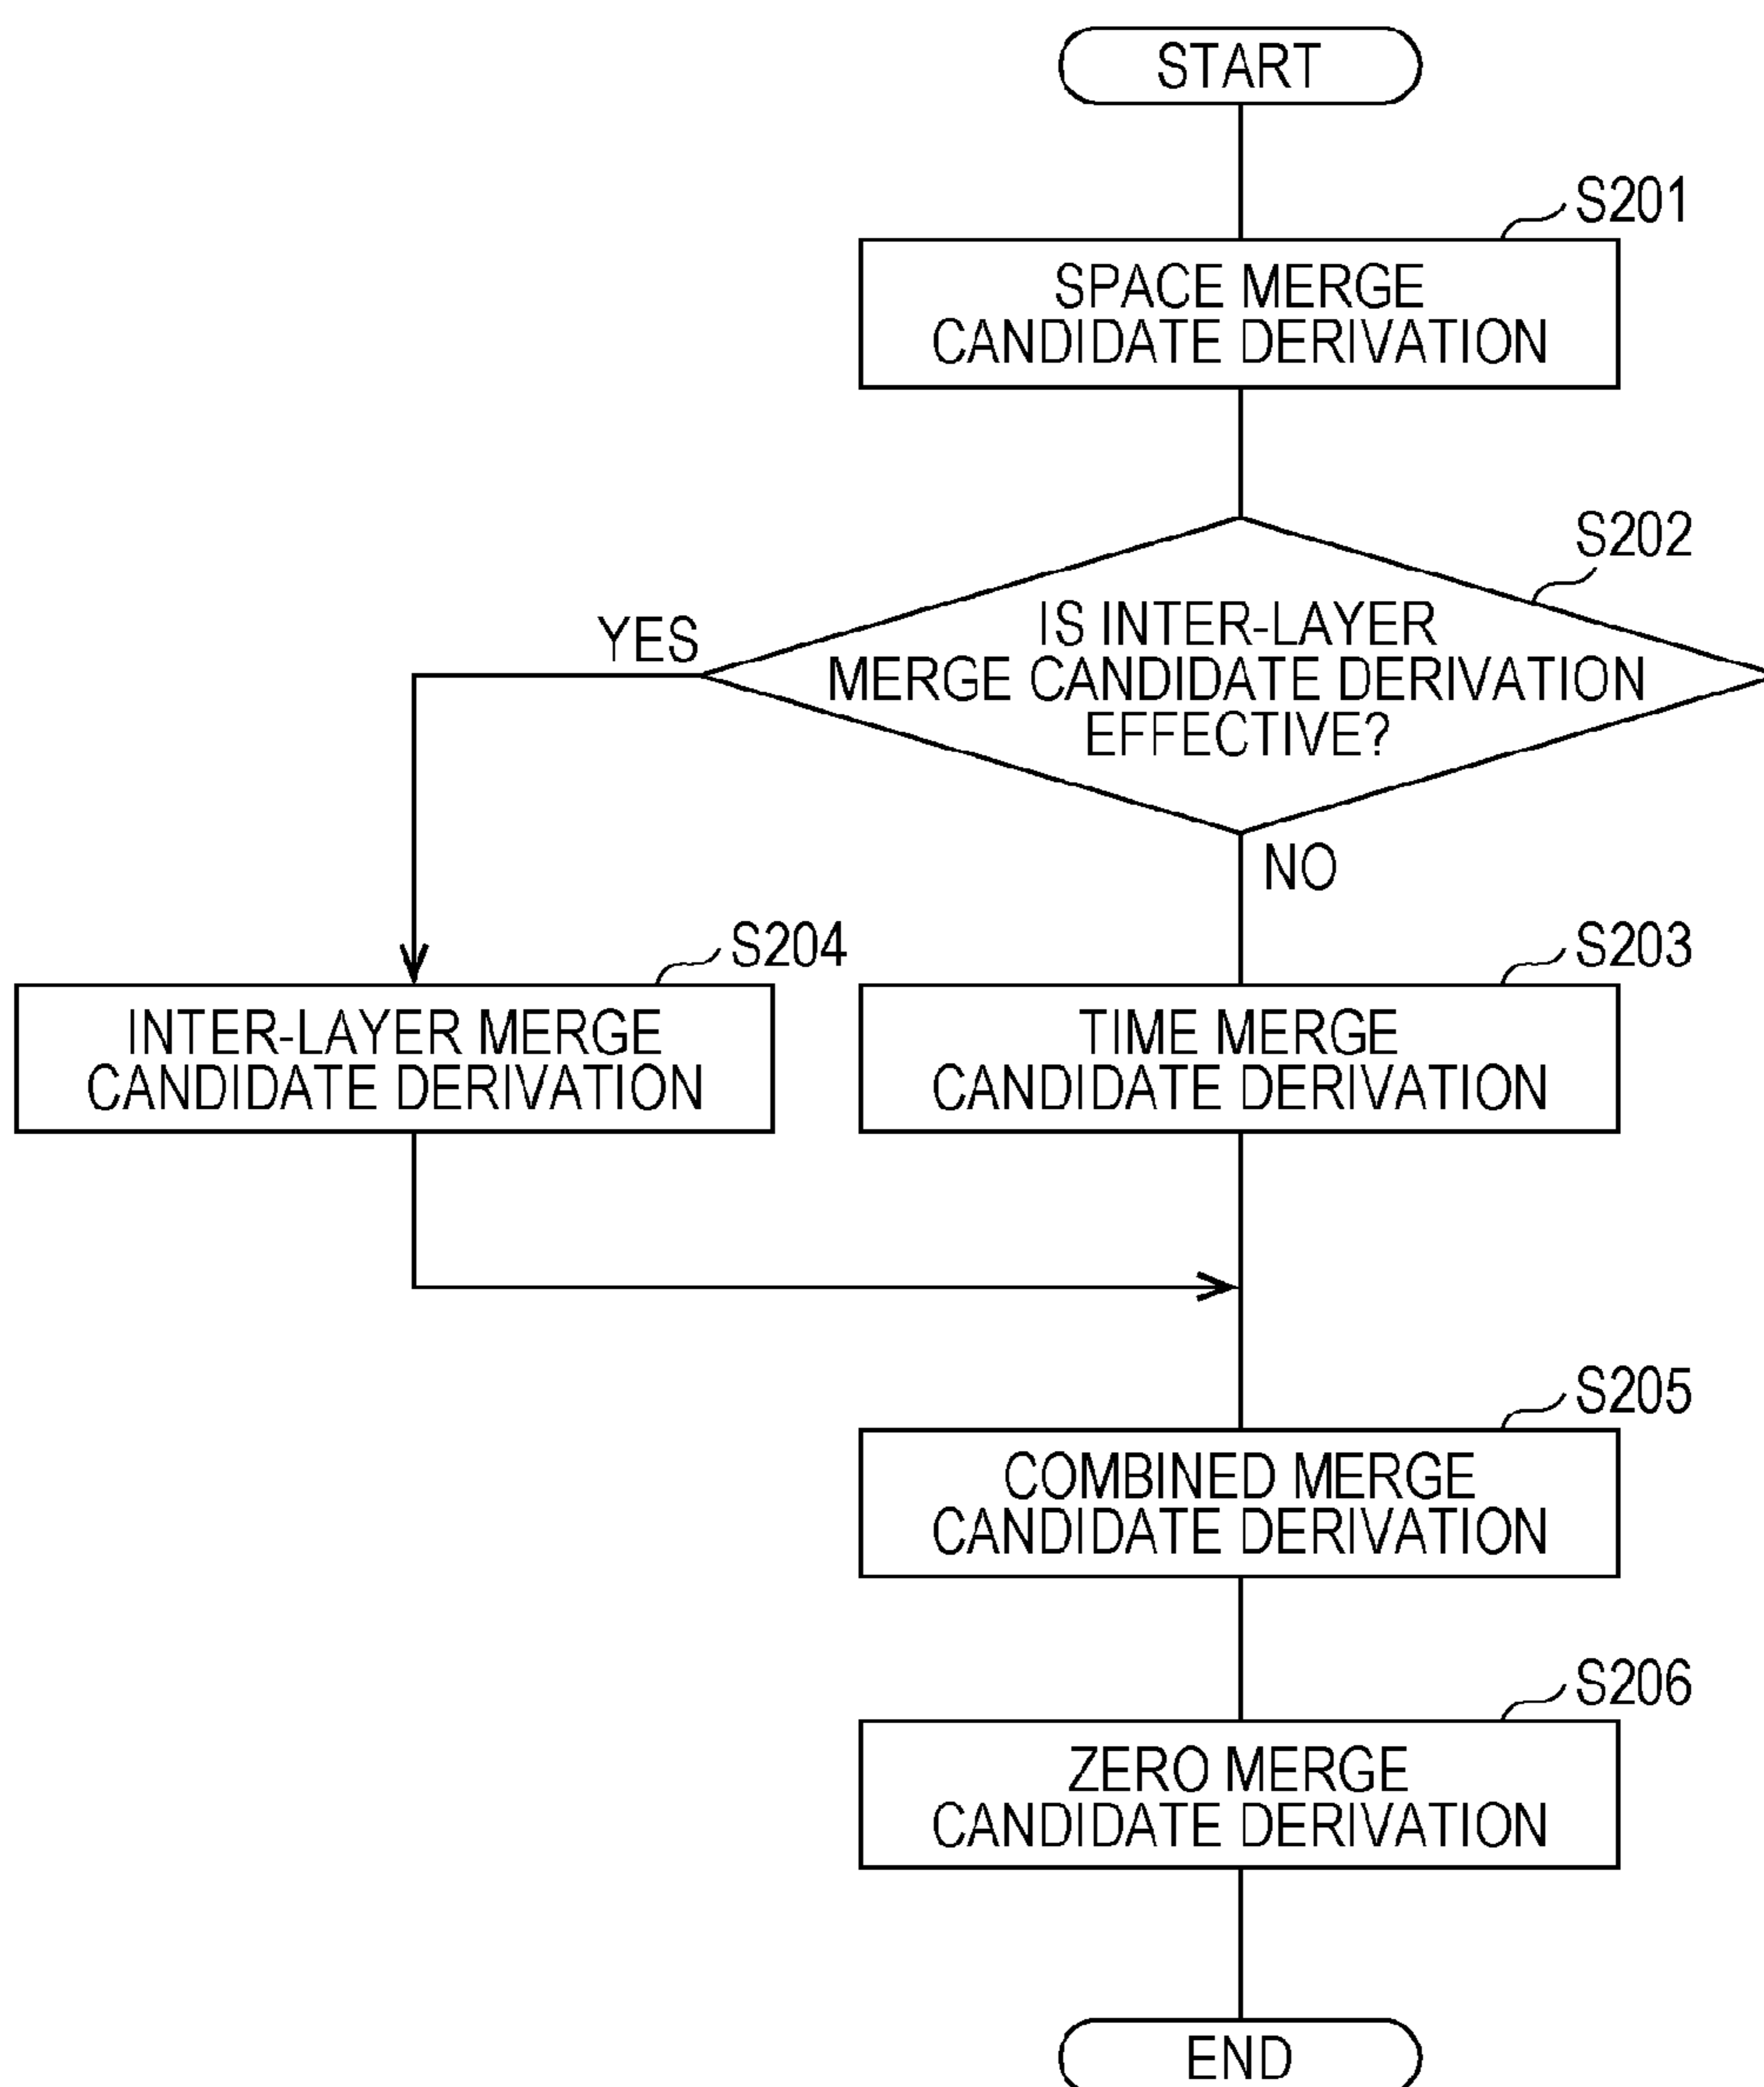 START
S201
SPACE MERGE
CANDIDATE DERIVATION
S202
IS INTER-LAYER
MERGE CANDIDATE DERIVATION
EFFECTIVE?
YES
NO
S204
INTER-LAYER MERGE
CANDIDATE DERIVATION
S203
TIME MERGE
CANDIDATE DERIVATION
S205
COMBINED MERGE
CANDIDATE DERIVATION
S206
ZERO MERGE
CANDIDATE DERIVATION
END